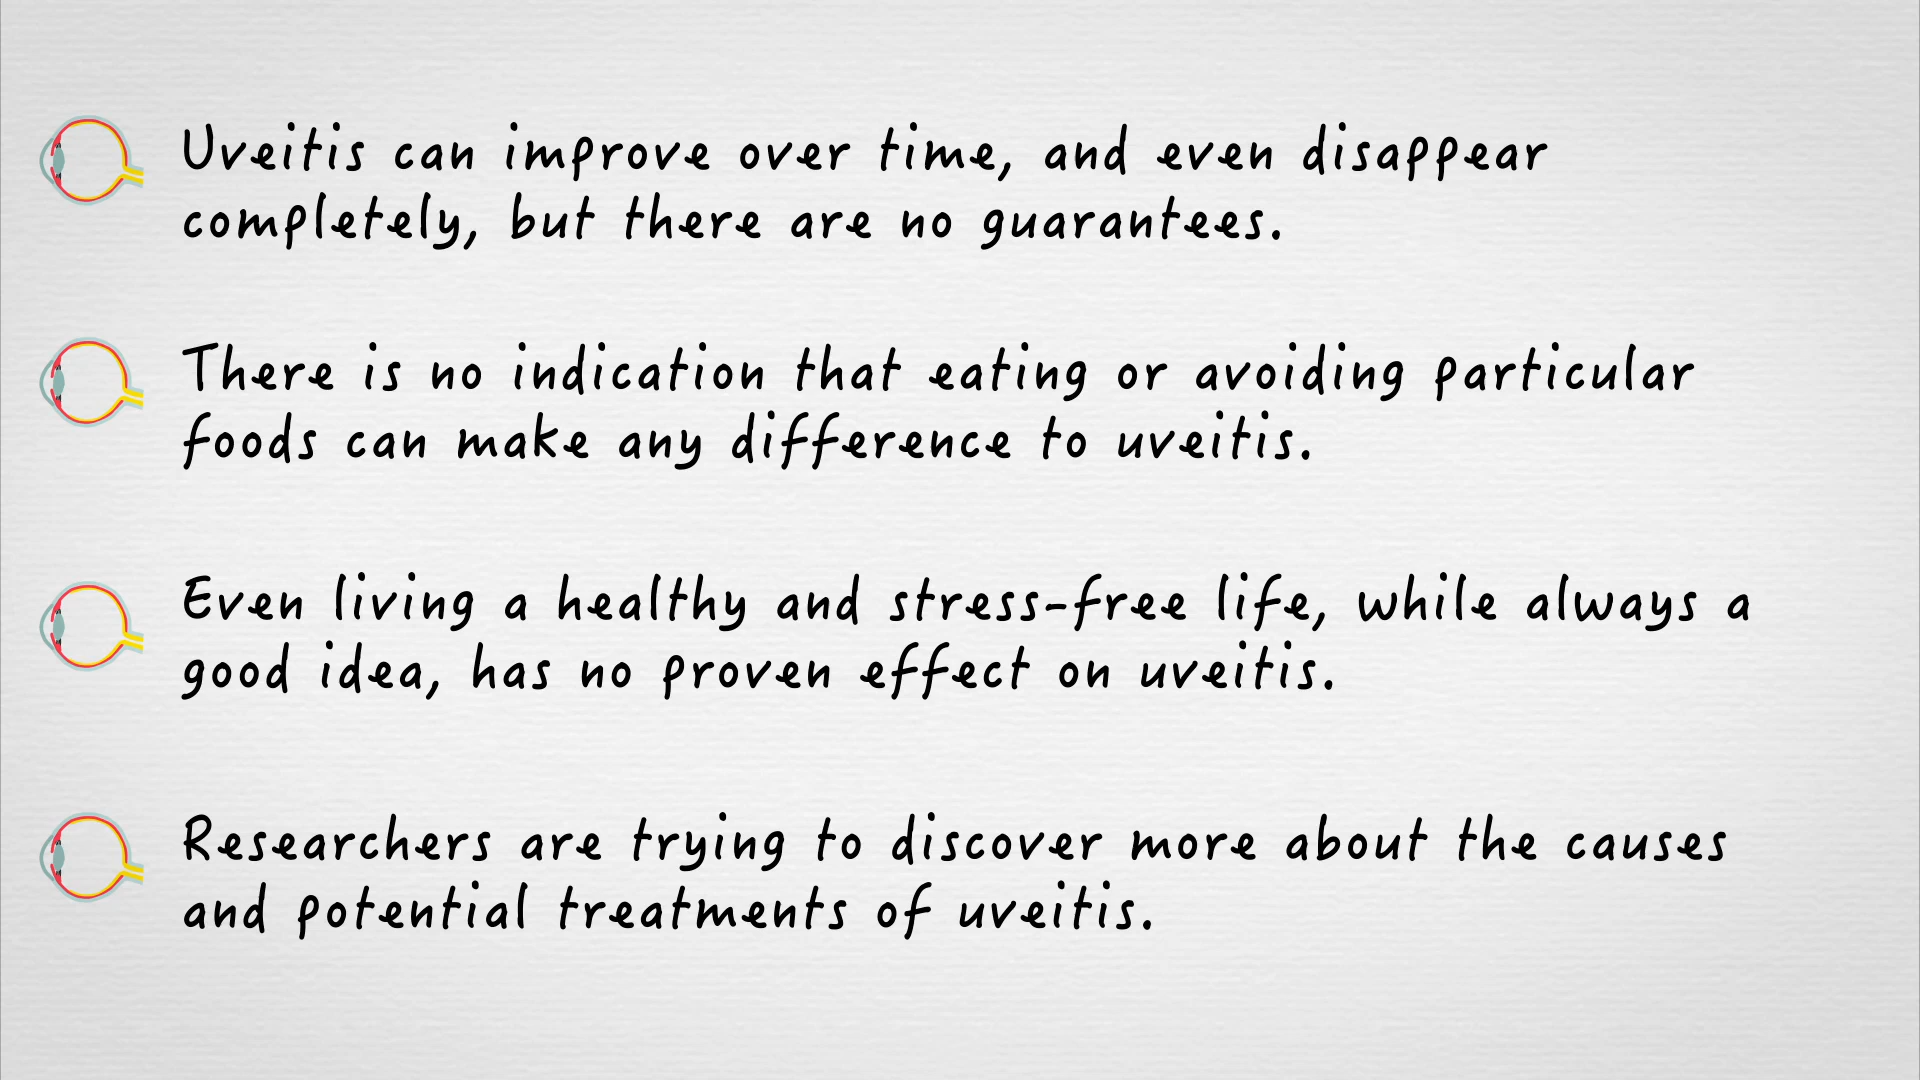 Uveitis can improve over time, and even disappear
completely, but there are no guarantees.
There is no indication that eating or avoiding particular
foods can make any difference to uveitis.
Even living a healthy and stress-free life, while always a
good idea, has no proven effect on uveitis.
Researchers are trying to discover more about the causes
and potential treatments of uveitis.